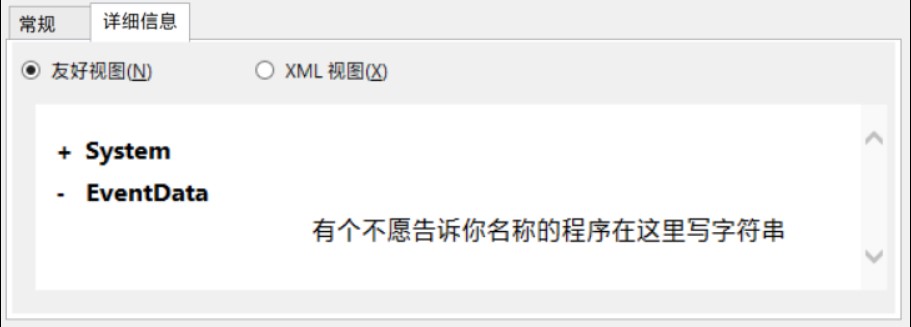 常规 详细信息
友好视图(N) XML 视图(X)
+ System
- EventData
有个不愿告诉你名称的程序在这里写字符串